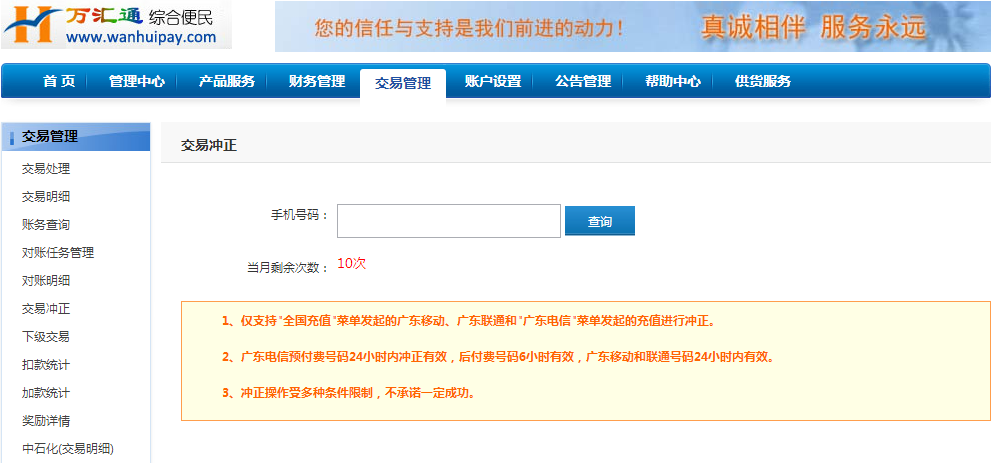 万汇通 综合便民
www.wanhuipay.com
您的信任与支持是我们前进的动力！
真诚相伴 服务永远
首 页 管理中心 产品服务 财务管理 交易管理 账户设置 公告管理 帮助中心 供货服务
交易管理
交易处理
交易明细
账务查询
对账任务管理
对账明细
交易冲正
下级交易
扣款统计
加款统计
奖励详情
中石化(交易明细)
交易冲正
手机号码： 查询
当月剩余次数： 10次
1、仅支持"全国充值"菜单发起的广东移动、广东联通和"广东电信"菜单发起的充值进行冲正。
2、广东电信预付费号码24小时内冲正有效，后付费号码6小时有效，广东移动和联通号码24小时内有效。
3、冲正操作受多种条件限制，不承诺一定成功。